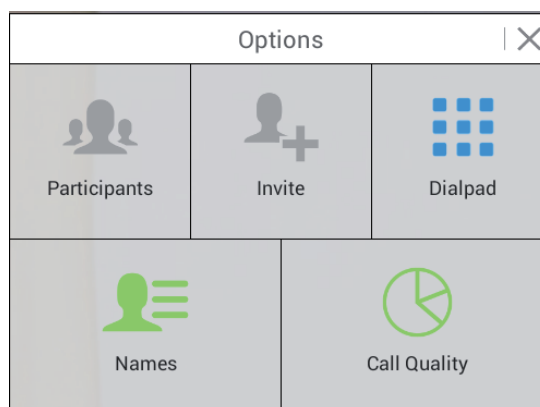 Options
Participants
Invite
Dialpad
Names
Call Quality